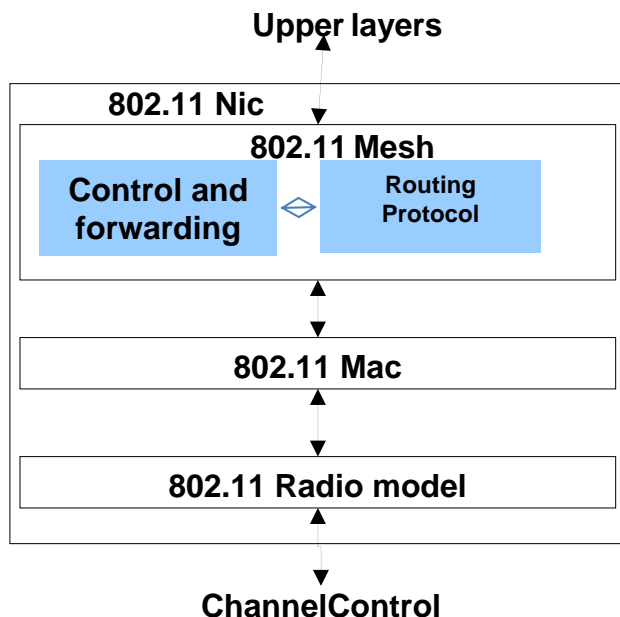 Upper layers
802.11 Nic
802.11 Mesh
Control and
forwarding
Routing
Protocol
802.11 Mac
802.11 Radio model
ChannelControl